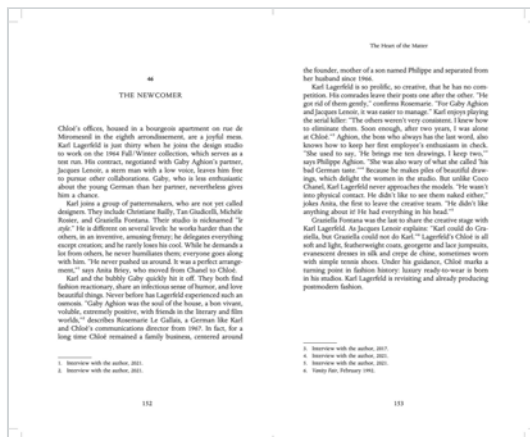 46
THE NEWCOMER
Chloé's offices, housed in a bourgeois apartment on rue de
Miromesnil in the eighth arrondissement, are a joyful mess.
Karl Lagerfeld is just thirty when he joins the design studio
to work on the 1964 Fall/Winter collection, which serves as a
test run. His contract, negotiated with Gaby Aghion's partner,
Jacques Lenoir, a stern man with a low voice, leaves him free
to pursue other collaborations. Gaby, who is less enthusiastic
about the young German than her partner, nevertheless gives
him a chance.
Karl joins a group of patternmakers, who are not yet called
designers. They include Christiane Bailly, Tan Giudicelli, Michèle
Rosier, and Graziella Fontana. Their studio is nicknamed "le
style." He is different on several levels: he works harder than the
others, in an inventive, amusing frenzy; he delegates everything
except creation; and he rarely loses his cool. While he demands a
lot from others, he never humiliates them; everyone goes along
with him. "He never pushed us around. It was a perfect arrange-
ment,"1 says Anita Briey, who moved from Chanel to Chloé.
Karl and the bubbly Gaby quickly hit it off. They both find
fashion reactionary, share an infectious sense of humor, and love
beautiful things. Never before has Lagerfeld experienced such an
osmosis. "Gaby Aghion was the soul of the house, a bon vivant,
voluble, extremely positive, with friends in the literary and film
worlds,"2 describes Rosemarie Le Gallais, a German like Karl
and Chloé's communications director from 1967. In fact, for a
long time Chloé remained a family business, centered around
1. Interview with the author, 2021.
2. Interview with the author, 2021.
152
The Heart of the Matter
the founder, mother of a son named Philippe and separated from
her husband since 1966.
Karl Lagerfeld is so prolific, so creative, that he has no com-
petition. His comrades leave their posts one after the other. "He
got rid of them gently," confirms Rosemarie. "For Gaby Aghion
and Jacques Lenoir, it was easier to manage." Karl enjoys playing
the serial killer. "The others weren't very consistent. I knew how
to eliminate them. Soon enough, after two years, I was alone
at Chloé."3 Aghion, the boss who always has the last word, also
knows how to keep her first employee's enthusiasm in check.
"She used to say, 'He brings me ten drawings, I keep two,'"
says Philippe Aghion. "She was also wary of what she called 'his
bad German taste.'"4 Because he makes piles of beautiful draw-
ings, which delight the women in the studio. But unlike Coco
Chanel, Karl Lagerfeld never approaches the models. "He wasn't
into physical contact. He didn't like to see them naked either,"
jokes Anita, the first to leave the creative team. "He didn't like
anything about it! He had everything in his head."5
Graziella Fontana was the last to share the creative stage with
Karl Lagerfeld. As Jacques Lenoir explains: "Karl could do Gra-
ziella, but Graziella could not do Karl."6 Lagerfeld's Chloé is all
soft and light, featherweight coats, georgette and lace jumpsuits,
evanescent dresses in silk and crepe de chine, sometimes worn
with simple tennis shoes. Under his guidance, Chloé marks a
turning point in fashion history: luxury ready-to-wear is born
in his studios. Karl Lagerfeld is revisiting and already producing
postmodern fashion.
3. Interview with the author, 2017.
4. Interview with the author, 2021.
5. Interview with the author, 2021.
6. Vanity Fair, February 1992.
153